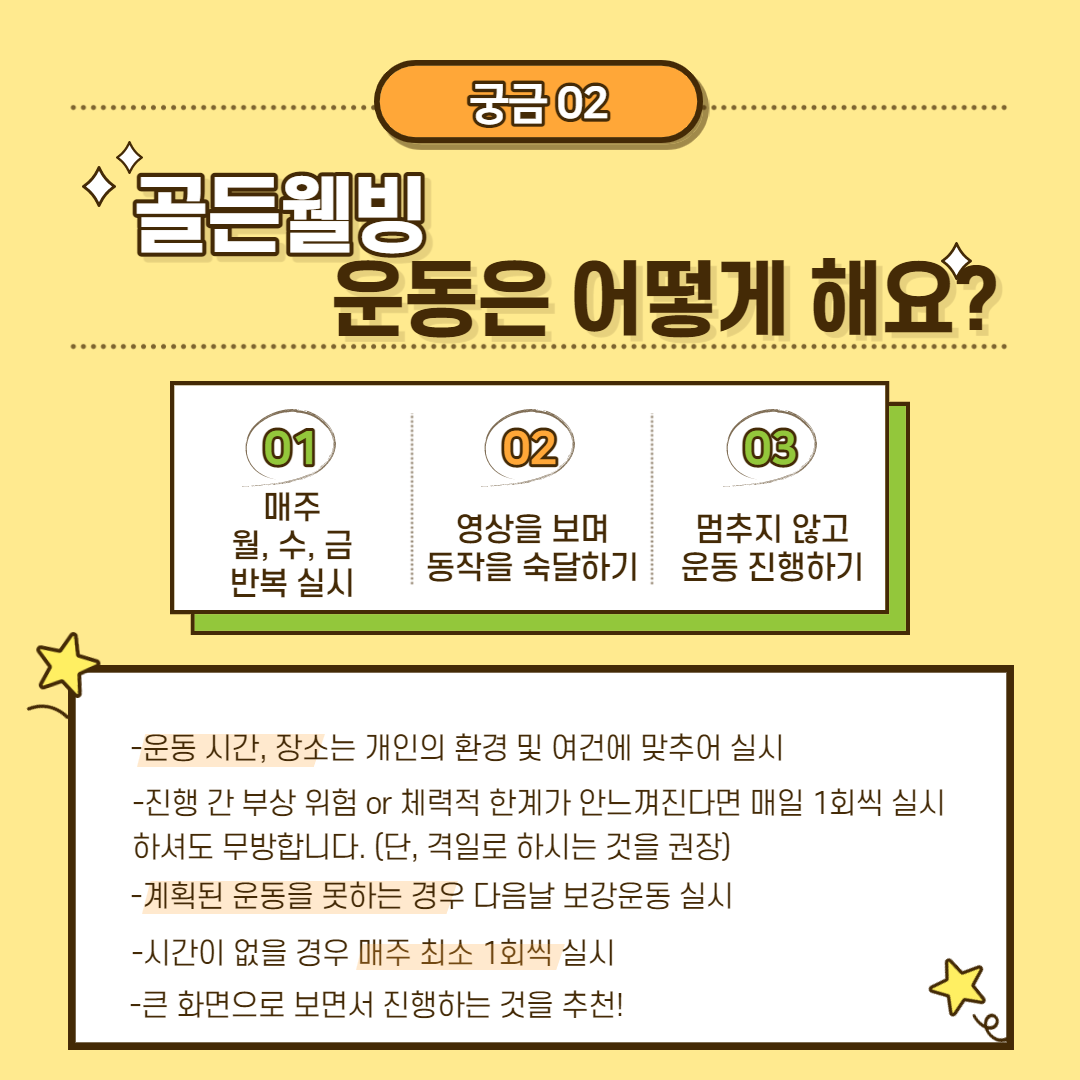 궁금 02
골든웰빙
운동은 어떻게 해요?
01
매주
월, 수, 금
반복 실시
02
영상을 보며
동작을 숙달하기
03
멈추지 않고
운동 진행하기
-운동 시간, 장소는 개인의 환경 및 여건에 맞추어 실시
-진행 간 부상 위험 or 체력적 한계가 안느껴진다면 매일 1회씩 실시
하셔도 무방합니다. (단, 격일로 하시는 것을 권장)
-계획된 운동을 못하는 경우 다음날 보강운동 실시
-시간이 없을 경우 매주 최소 1회씩 실시
-큰 화면으로 보면서 진행하는 것을 추천!